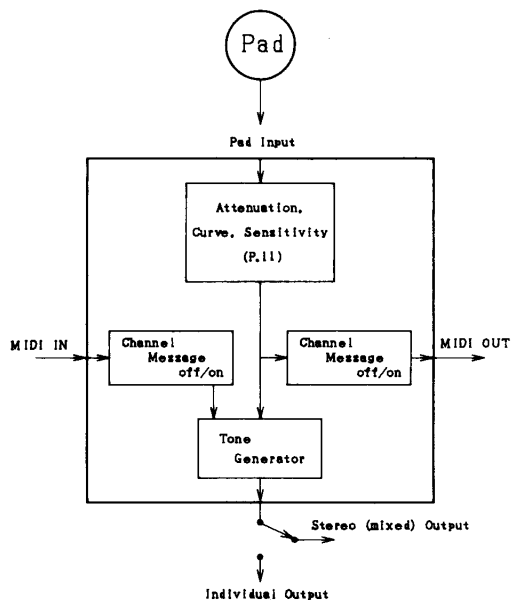 Pad
Pad Input
Attenuation,
Curve, Sensitivity
(P.11)
MIDI IN
Channel
Message
off/on
Channel
Message
off/on
MIDI OUT
Tone
Generator
Stereo (mixed) Output
Individual Output